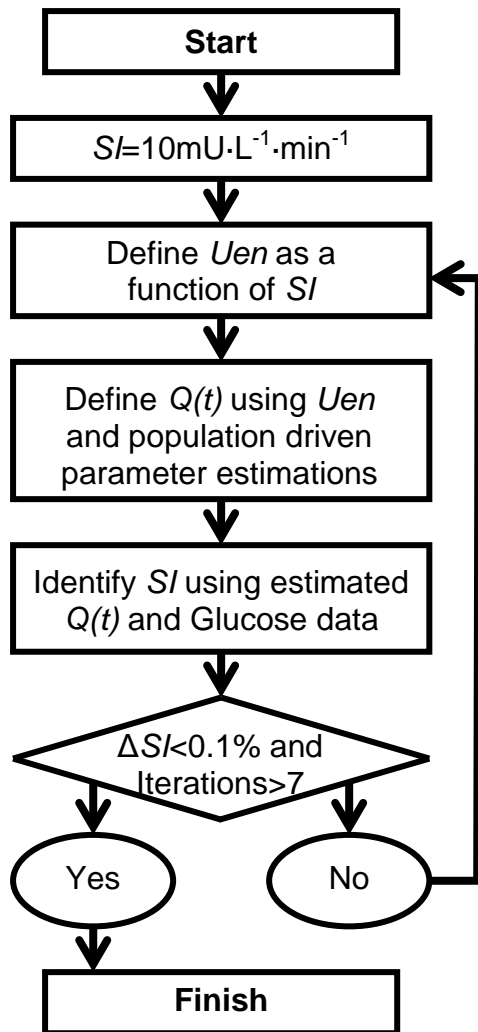 Start
SI=10mU·L⁻¹·min⁻¹
Define Uen as a
function of SI
Define Q(t) using Uen
and population driven
parameter estimations
Identify SI using estimated
Q(t) and Glucose data
ΔSI<0.1% and
Iterations>7
Yes
No
Finish